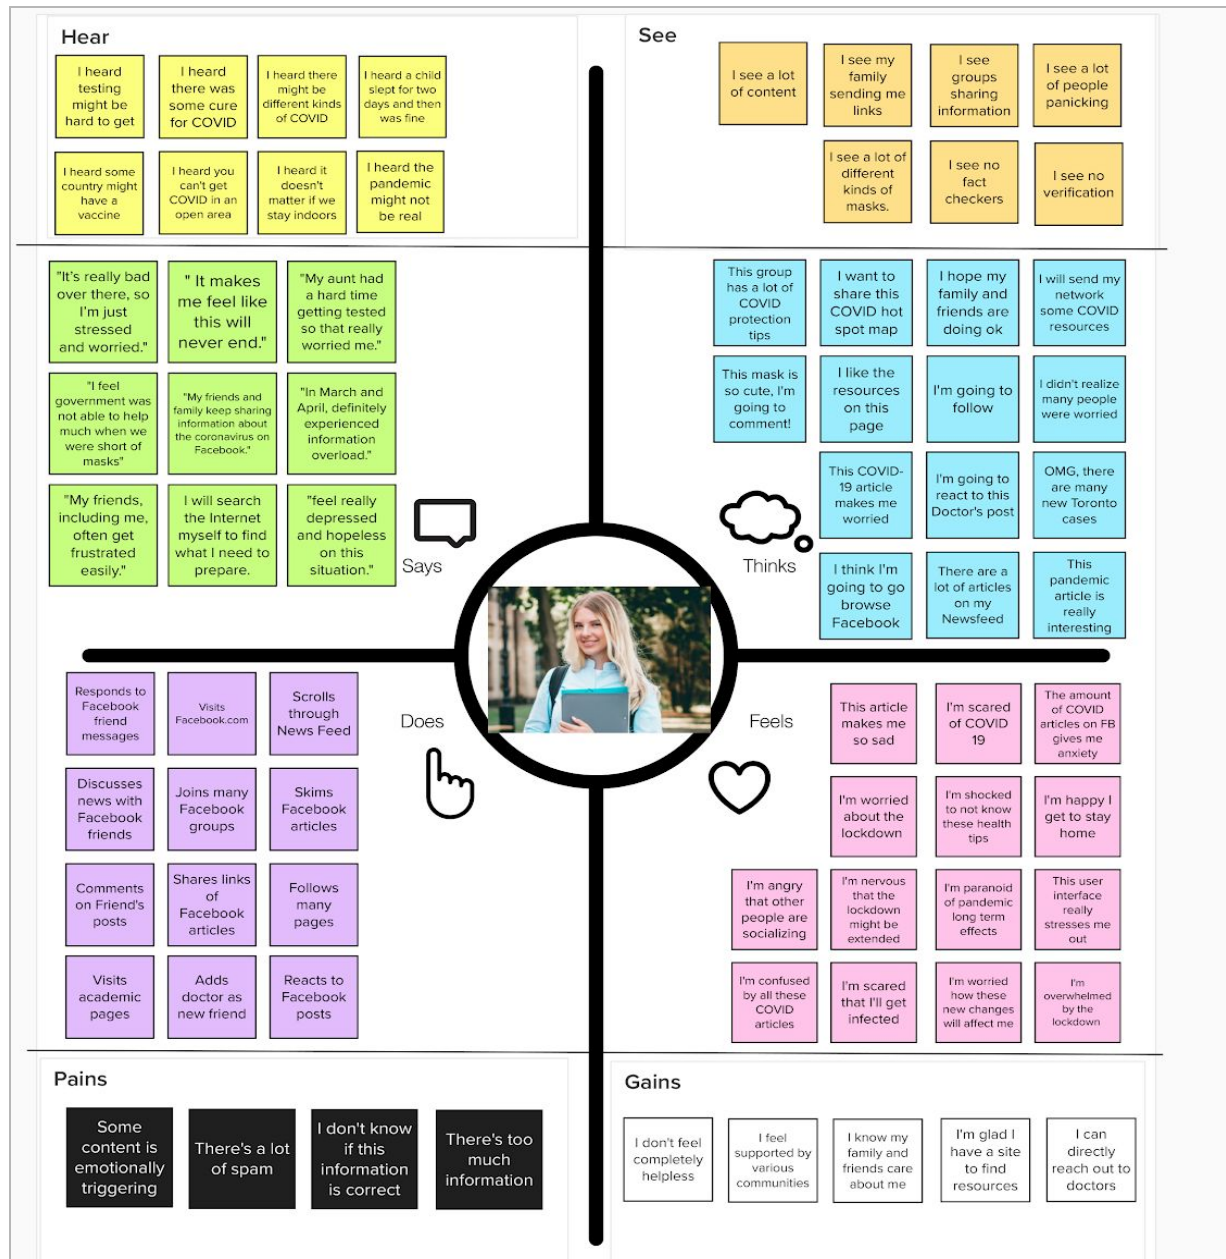 Hear
I heard
testing
might be
hard to get
I heard
there was
some cure
for COVID
I heard there
might be
different kinds
of COVID
I heard a child
slept for two
days and then
was fine
I heard some
country might
have a
vaccine
I heard you
can't get
COVID in an
open area
I heard it
doesn't
matter if we
stay indoors
I heard the
pandemic
might not
be real
See
I see a lot
of content
I see my
family
sending me
links
I see
groups
sharing
information
I see a lot
of people
panicking
I see a lot of
different
kinds of
masks.
I see no
fact
checkers
I see no
verification
"It's really bad
over there, so
I'm just
stressed
and worried."
" It makes
me feel like
this will
never end."
"My aunt had
a hard time
getting tested
so that really
worried me."
"I feel
government was
not able to help
much when we
were short of
masks"
"My friends and
family keep sharing
information about
the coronavirus on
Facebook."
"In March and
April, definitely
experienced
information
overload."
"My friends,
including me,
often get
frustrated
easily."
I will search
the Internet
myself to find
what I need to
prepare.
"feel really
depressed
and hopeless
on this
situation."
Says
This group
has a lot of
COVID
protection
tips
I want to
share this
COVID hot
spot map
I hope my
family and
friends are
doing ok
I will send my
network
some COVID
resources
This mask is
so cute, I'm
going to
comment!
I like the
resources
on this
page
I'm going to
follow
I didn't realize
many people
were worried
This COVID-
19 article
makes me
worried
I'm going to
react to this
Doctor's post
OMG, there
are many
new Toronto
cases
I think I'm
going to go
browse
Facebook
There are a
lot of articles
on my
Newsfeed
This
pandemic
article is
really
interesting
Thinks
Responds to
Facebook
friend
messages
Visits
Facebook.com
Scrolls
through
News Feed
Discusses
news with
Facebook
friends
Joins many
Facebook
groups
Skims
Facebook
articles
Comments
on Friend's
posts
Shares links
of
Facebook
articles
Follows
many
pages
Visits
academic
pages
Adds
doctor as
new friend
Reacts to
Facebook
posts
Does
Feels
This article
makes me
so sad
I'm scared
of COVID
19
The amount
of COVID
articles on FB
gives me
anxiety
I'm worried
about the
lockdown
I'm shocked
to not know
these health
tips
I'm happy I
get to stay
home
I'm angry
that other
people are
socializing
I'm nervous
that the
lockdown
might be
extended
I'm paranoid
of pandemic
long term
effects
This user
interface
really
stresses me
out
I'm confused
by all these
COVID
articles
I'm scared
that I'll get
infected
I'm worried
how these
new changes
will affect me
I'm
overwhelmed
by the
lockdown
Pains
Some
content is
emotionally
triggering
There's a lot
of spam
I don't know
if this
information
is correct
There's too
much
information
Gains
I don't feel
completely
helpless
I feel
supported by
various
communities
I know my
family and
friends care
about me
I'm glad I
have a site
to find
resources
I can
directly
reach out to
doctors